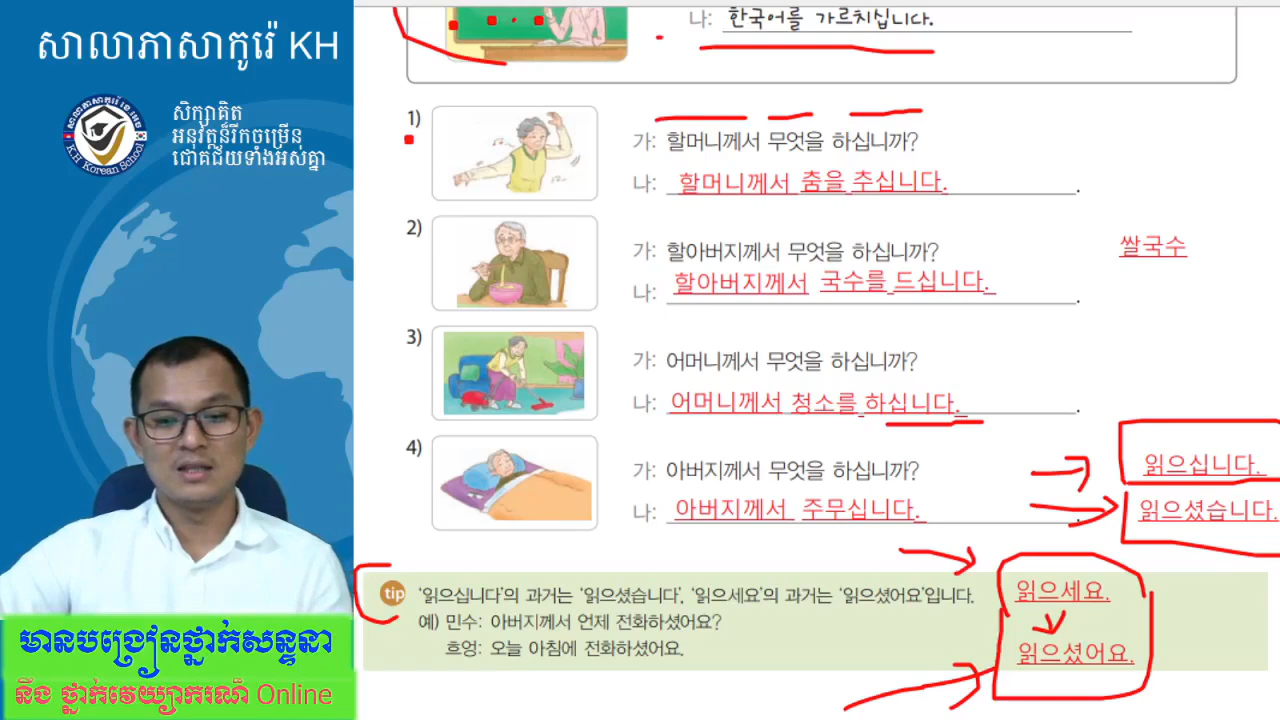 សាលាភាសាកូរ៉េ KH
សាលាភាសាកូរ៉េ ខេ អេច
K.H Korean School
សិក្សាគិត
អនុវត្តន៍រីកចម្រើន
ជោគជ័យទាំងអស់គ្នា
나: 한국어를 가르치십니다.
1)
가: 할머니께서 무엇을 하십니까?
나: 할머니께서 춤을 추십니다. .
2)
가: 할아버지께서 무엇을 하십니까?
쌀국수
나: 할아버지께서 국수를 드십니다. .
3)
가: 어머니께서 무엇을 하십니까?
나: 어머니께서 청소를 하십니다. .
4)
가: 아버지께서 무엇을 하십니까?
읽으십니다.
나: 아버지께서 주무십니다. .
읽으셨습니다.
tip '읽으십니다'의 과거는 '읽으셨습니다', '읽으세요'의 과거는 '읽으셨어요'입니다.
예) 민수: 아버지께서 언제 전화하셨어요?
흐엉: 오늘 아침에 전화하셨어요.
읽으세요.
읽으셨어요.
មានបង្រៀនថ្នាក់សន្ទនា
និង ថ្នាក់វេយ្យាករណ៍ Online